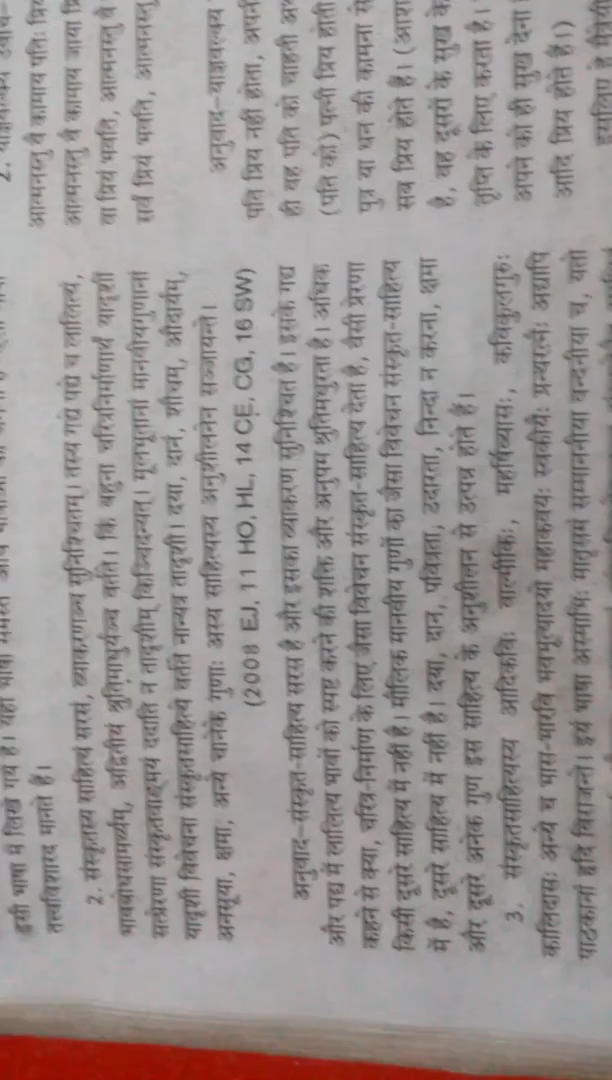 इसी भाषा में लिखे गये हैं। यही भाषा
तत्त्वविशारद मानते हैं।
2. संस्कृतस्य साहित्यं सरसं, व्याकरणञ्च सुनिश्चितम्। तस्य गद्ये पद्ये च लालित्यं,
भावबोधसामर्थ्यम्, अद्वितीयं श्रुतिमाधुर्यञ्च वर्तते। किं बहुना चरित्रनिर्माणार्थं यादृशीं
सत्प्रेरणां संस्कृतवाङ्मयं ददाति न तादृशीम् किञ्चिदन्यत्। मूलभूतानां मानवीयगुणानां
यादृशी विवेचना संस्कृतसाहित्ये वर्तते नान्यत्र तादृशी। दया, दानं, शौचम्, औदार्यम्,
अनसूया, क्षमा, अन्ये चानेके गुणाः अस्य साहित्यस्य अनुशीलनेन सञ्जायन्ते।
(2008 EJ, 11 HO, HL, 14 CE, CG, 16 SW)
अनुवाद–संस्कृत-साहित्य सरस है और इसका व्याकरण सुनिश्चित है। इसके गद्य
और पद्य में लालित्य भावों को स्पष्ट करने की शक्ति और अनुपम श्रुतिमधुरता है। अधिक
कहने से क्या, चरित्र-निर्माण के लिए जैसा विवेचन संस्कृत-साहित्य देता है, वैसी प्रेरणा
किसी दूसरे साहित्य में नहीं है। मौलिक मानवीय गुणों का जैसा विवेचन संस्कृत-साहित्य
में है, दूसरे साहित्य में नहीं है। दया, दान, पवित्रता, उदारता, निन्दा न करना, क्षमा
और दूसरे अनेक गुण इस साहित्य के अनुशीलन से उत्पन्न होते हैं।
3. संस्कृतसाहित्यस्य आदिकविः वाल्मीकिः, महर्षिव्यासः, कविकुलगुरुः
कालिदासः अन्ये च भास-भारवि भवभूत्यादयो महाकवयः स्वकीयैः ग्रन्थरत्नैः अद्यापि
पाठकानां हृदि विराजन्ते। इयं भाषा अस्माभिः मातृसमं सम्माननीया वन्दनीया च, यतो
2.
आत्मनस्तु वै कामाय पतिः
आत्मनस्तु वै कामाय जाया
वा प्रियं भवति, आत्मनस्तु
सर्वं प्रियं भवति, आत्मनस्तु
अनुवाद–याज्ञवल्क्य
पति प्रिय नहीं होता, अपनी
ही यह पति को चाहती
(पति को) पत्नी प्रिय होती
पुत्र या धन की कामना से
सब प्रिय होते हैं। (आशय
है, वह दूसरों के सुख के
तृप्ति के लिए करता है।
अपने को ही सुख देना
आदि प्रिय होते हैं।)